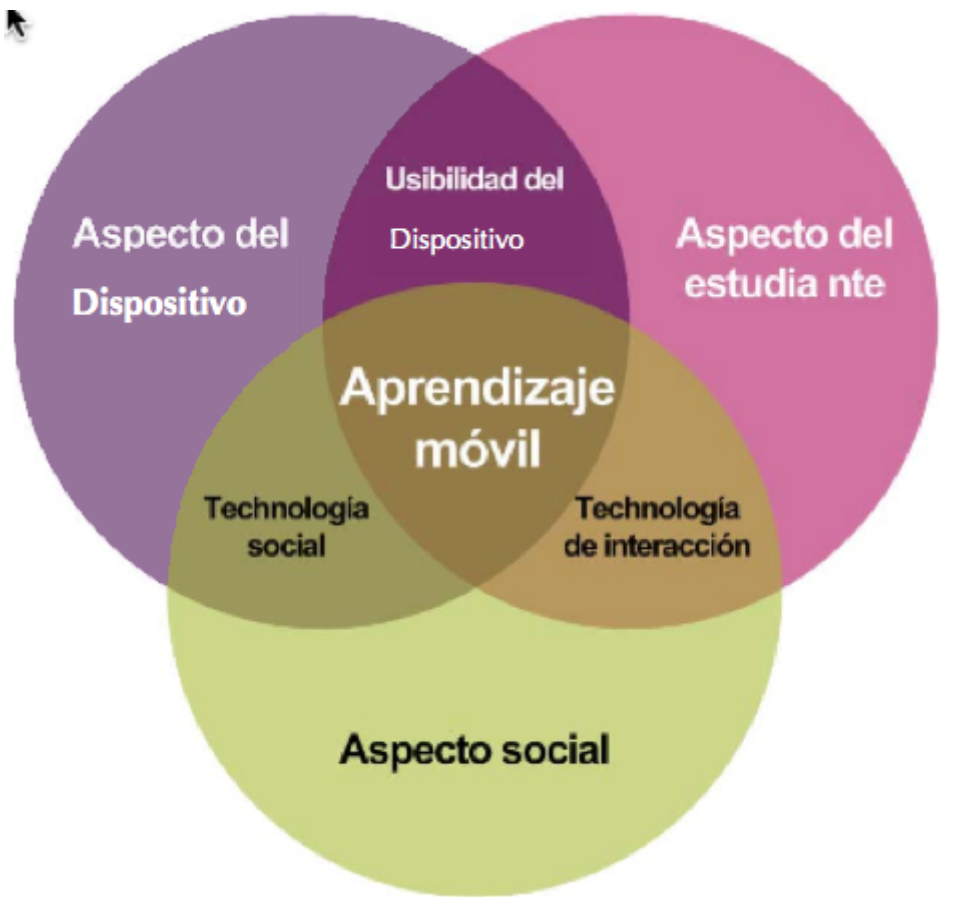 Usibilidad del
Dispositivo
Aspecto del
Dispositivo
Aspecto del
estudia nte
Aprendizaje
móvil
Technología
social
Technología
de interacción
Aspecto social